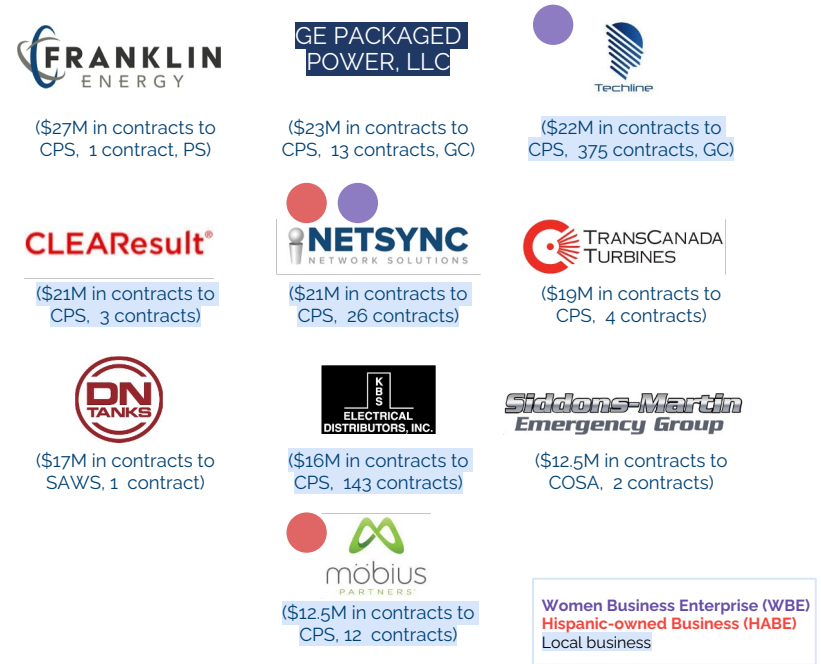 FRANKLIN
ENERGY
($27M in contracts to
CPS, 1 contract, PS)
GE PACKAGED
POWER, LLC
($23M in contracts to
CPS, 13 contracts, GC)
Techline
($22M in contracts to
CPS, 375 contracts, GC)
CLEAResult®
($21M in contracts to
CPS, 3 contracts)
NETSYNC
NETWORK SOLUTIONS
($21M in contracts to
CPS, 26 contracts)
TRANSCANADA
TURBINES
($19M in contracts to
CPS, 4 contracts)
DN
TANKS
($17M in contracts to
SAWS, 1 contract)
KBS
ELECTRICAL
DISTRIBUTORS, INC.
($16M in contracts to
CPS, 143 contracts)
Siddons-Martin
Emergency Group
($12.5M in contracts to
COSA, 2 contracts)
möbius
PARTNERS
($12.5M in contracts to
CPS, 12 contracts)
Women Business Enterprise (WBE)
Hispanic-owned Business (HABE)
Local business